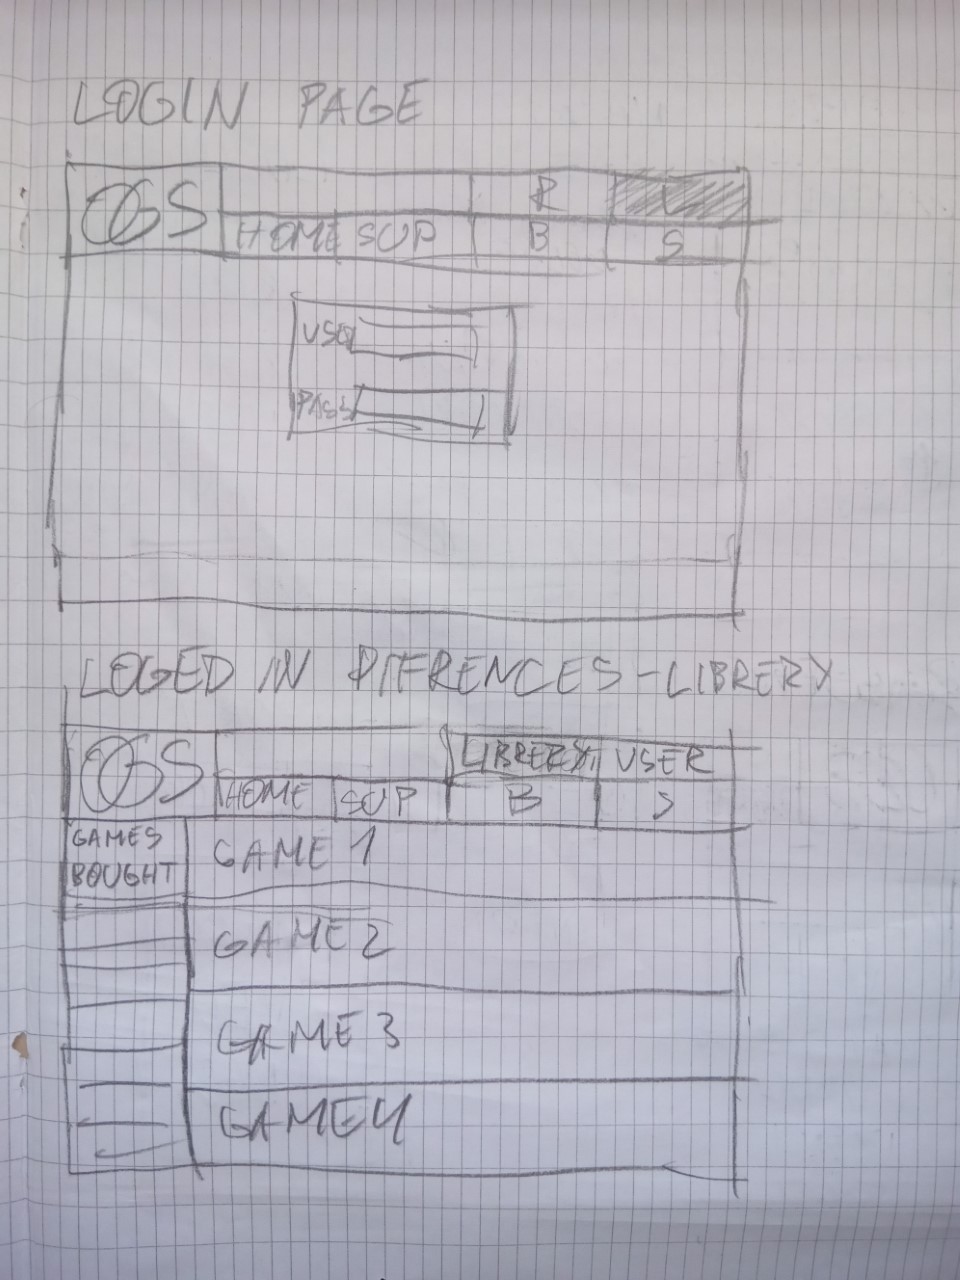 LOGIN PAGE
OGS
R
L
HOME SUP B S
USR
PASS
LOGED IN DIFRENCES-LIBRERY
OGS
LIBRERY USER
HOME SUP B S
GAMES
BOUGHT
GAME 1
GAME 2
GAME 3
GAME 4